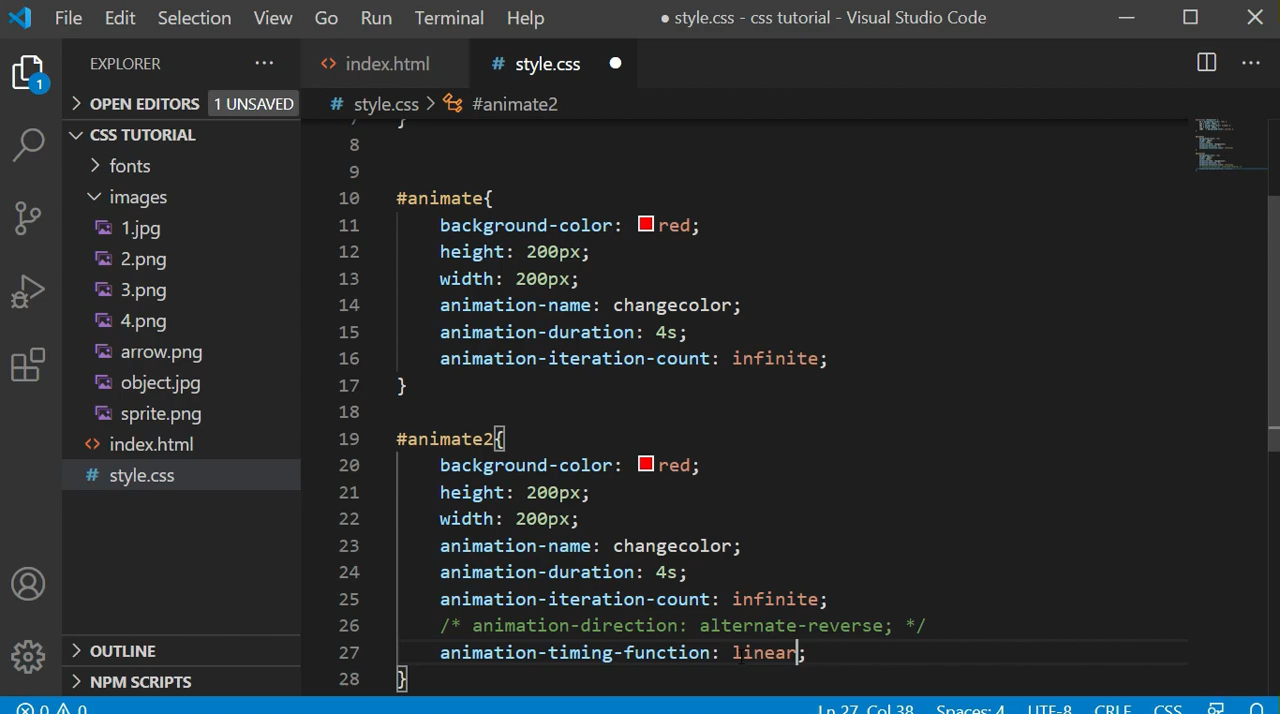 File Edit Selection View Go Run Terminal Help ● style.css - css tutorial - Visual Studio Code
EXPLORER ···
<> index.html
# style.css ●
1
OPEN EDITORS 1 UNSAVED
# style.css > #animate2
CSS TUTORIAL
fonts
images
1.jpg
2.png
3.png
4.png
arrow.png
object.jpg
sprite.png
<> index.html
# style.css
OUTLINE
NPM SCRIPTS
7 }
8
9
10 #animate{
11 background-color: red;
12 height: 200px;
13 width: 200px;
14 animation-name: changecolor;
15 animation-duration: 4s;
16 animation-iteration-count: infinite;
17 }
18
19 #animate2{
20 background-color: red;
21 height: 200px;
22 width: 200px;
23 animation-name: changecolor;
24 animation-duration: 4s;
25 animation-iteration-count: infinite;
26 /* animation-direction: alternate-reverse; */
27 animation-timing-function: linear;
28 }
0 0 Ln 27, Col 38 Spaces: 4 UTF-8 CRLF CSS